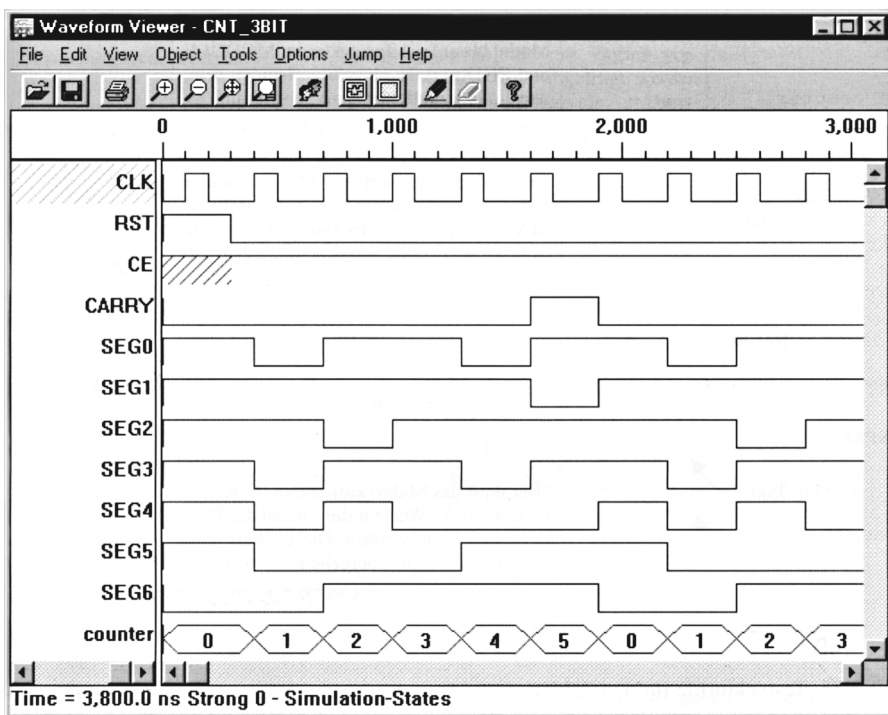 Waveform Viewer - CNT_3BIT
File Edit View Object Tools Options Jump Help
0 1,000 2,000 3,000
CLK
RST
CE
CARRY
SEG0
SEG1
SEG2
SEG3
SEG4
SEG5
SEG6
counter 0 1 2 3 4 5 0 1 2 3
Time = 3,800.0 ns Strong 0 - Simulation-States